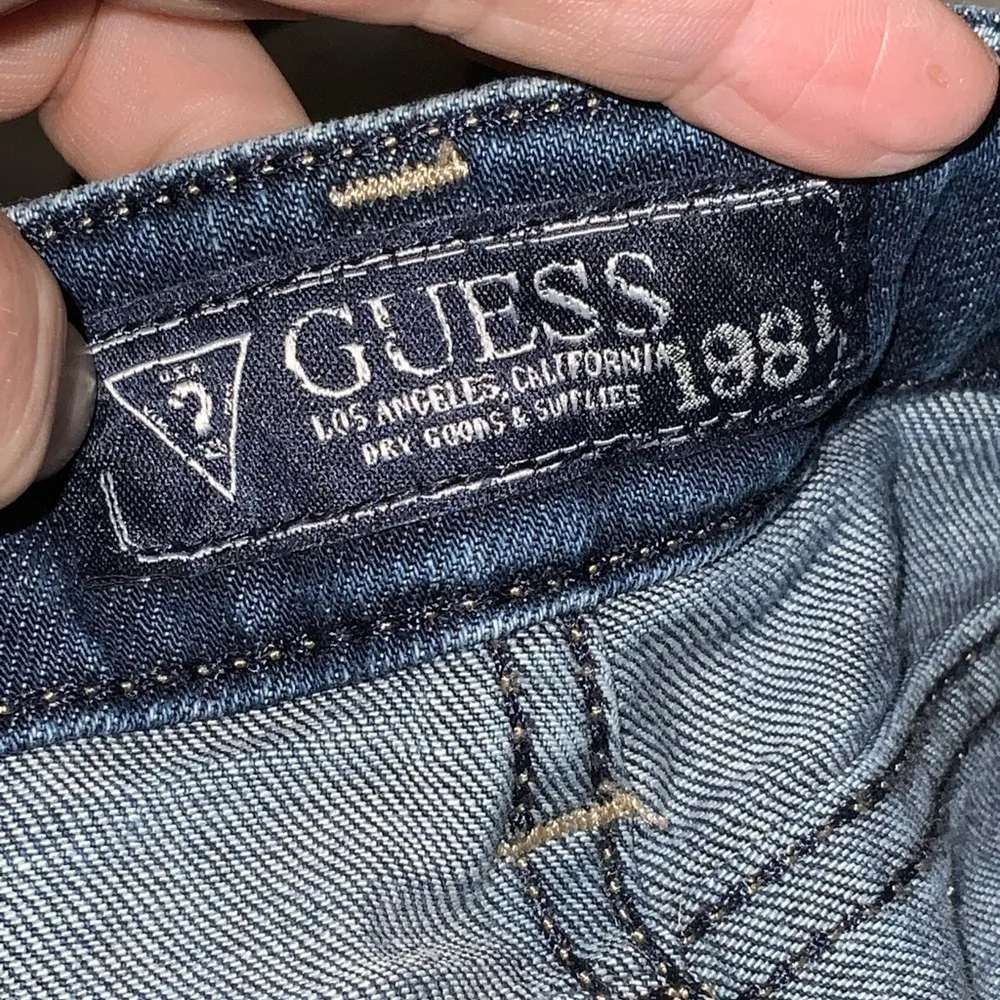 U.S.A.
?
GUESS
LOS ANGELES, CALIFORNIA
DRY GOODS & SUPPLIES
198